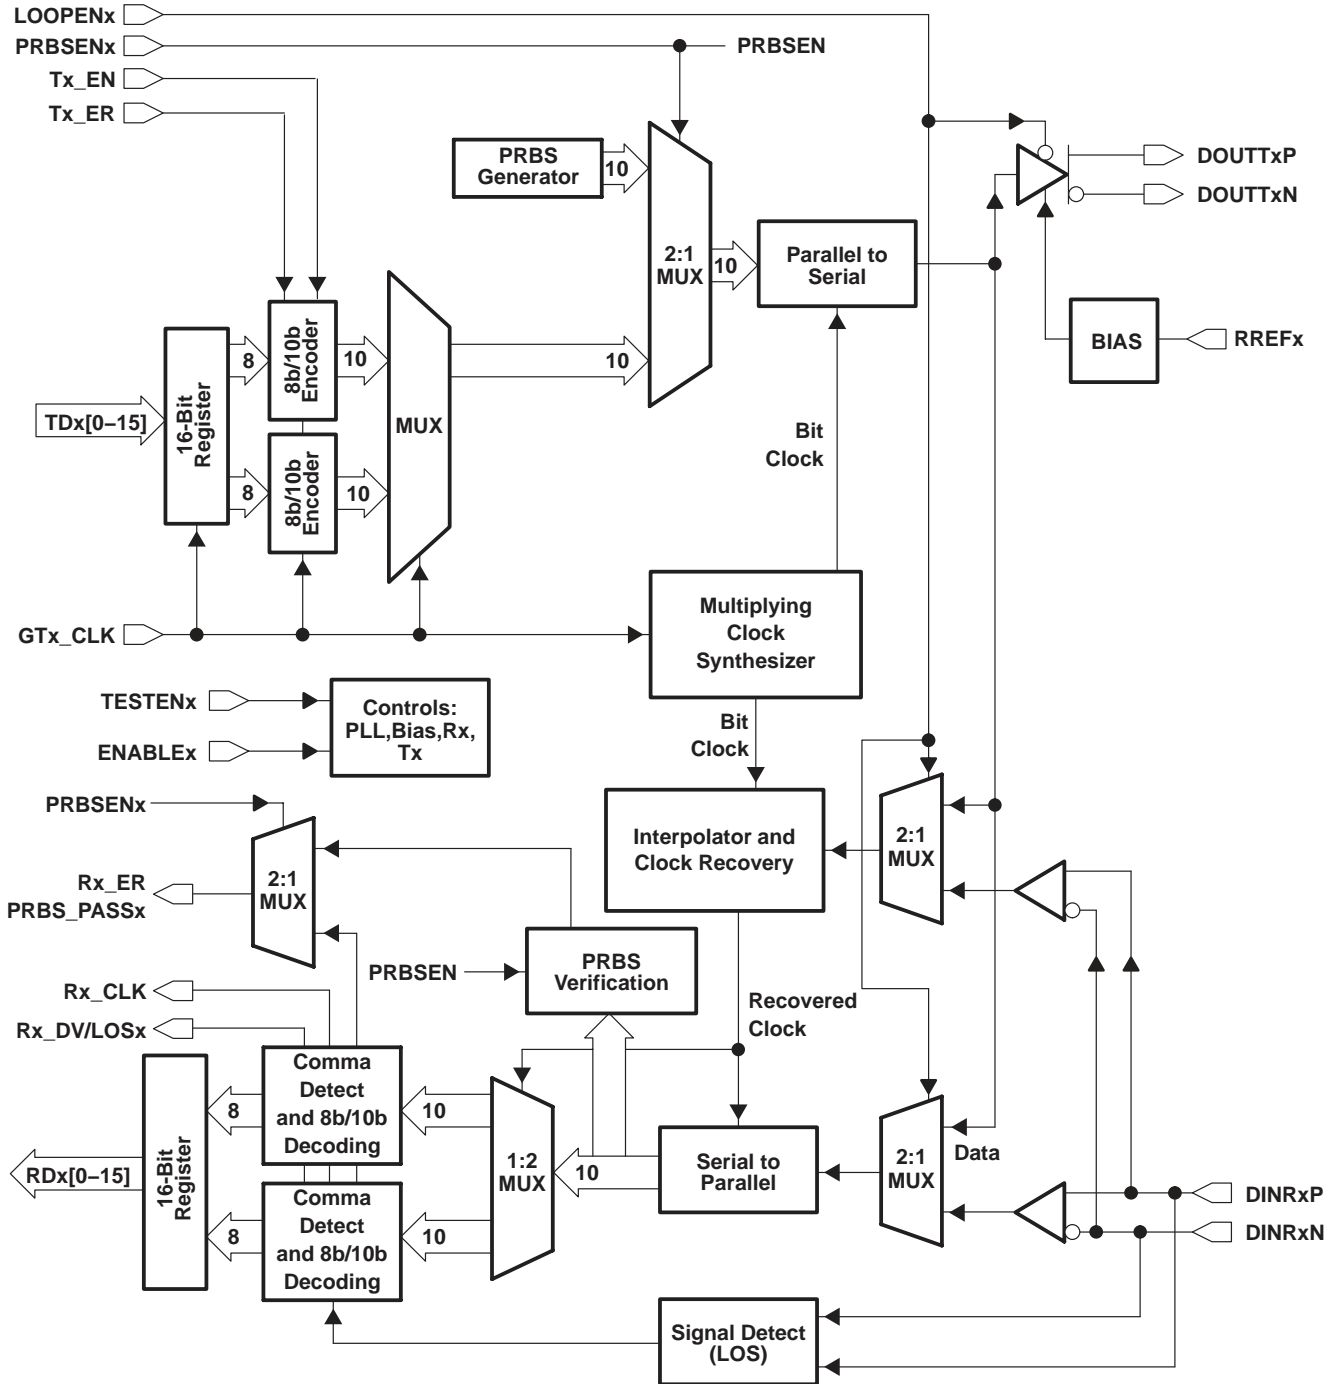 LOOPENx
PRBSENx
PRBSEN
Tx_EN
Tx_ER
PRBS
Generator
10
DOUTTxP
DOUTTxN
2:1
MUX
10
Parallel to
Serial
BIAS
RREFx
TDx[0–15]
16-Bit
Register
8
8b/10b
Encoder
10
8
8b/10b
Encoder
10
MUX
10
Bit
Clock
GTx_CLK
Multiplying
Clock
Synthesizer
TESTENx
ENABLEx
Controls:
PLL,Bias,Rx,
Tx
Bit
Clock
PRBSENx
2:1
MUX
Rx_ER
PRBS_PASSx
Interpolator and
Clock Recovery
2:1
MUX
PRBSEN
PRBS
Verification
Rx_CLK
Rx_DV/LOSx
Recovered
Clock
RDx[0–15]
16-Bit
Register
8
Comma
Detect
and 8b/10b
Decoding
10
8
Comma
Detect
and 8b/10b
Decoding
10
1:2
MUX
10
Serial to
Parallel
2:1
MUX
Data
DINRxP
DINRxN
Signal Detect
(LOS)